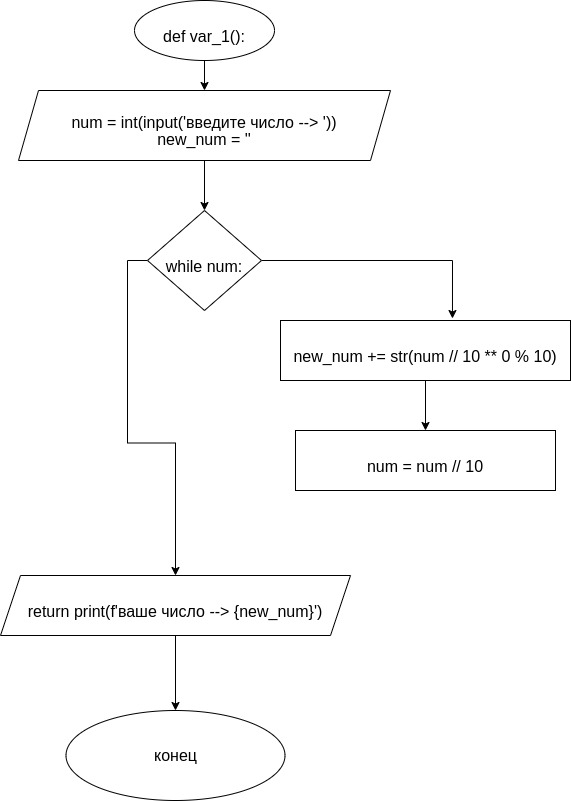 def var_1():
num = int(input('введите число --> '))
new_num = ''
while num:
new_num += str(num // 10 ** 0 % 10)
num = num // 10
return print(f'ваше число --> {new_num}')
конец